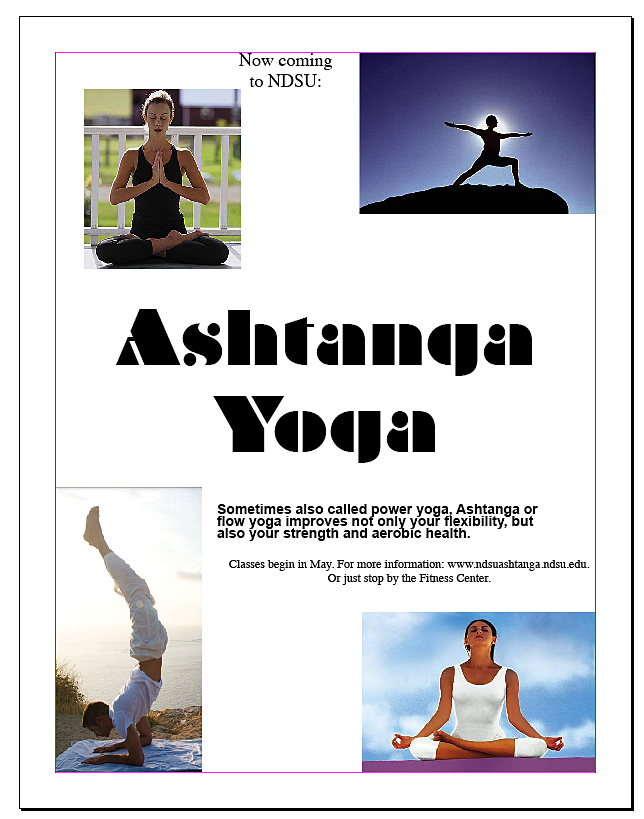 Now coming
to NDSU:
Ashtanga
Yoga
Sometimes also called power yoga, Ashtanga or
flow yoga improves not only your flexibility, but
also your strength and aerobic health.
Classes begin in May. For more information: www.ndsuashtanga.ndsu.edu.
Or just stop by the Fitness Center.